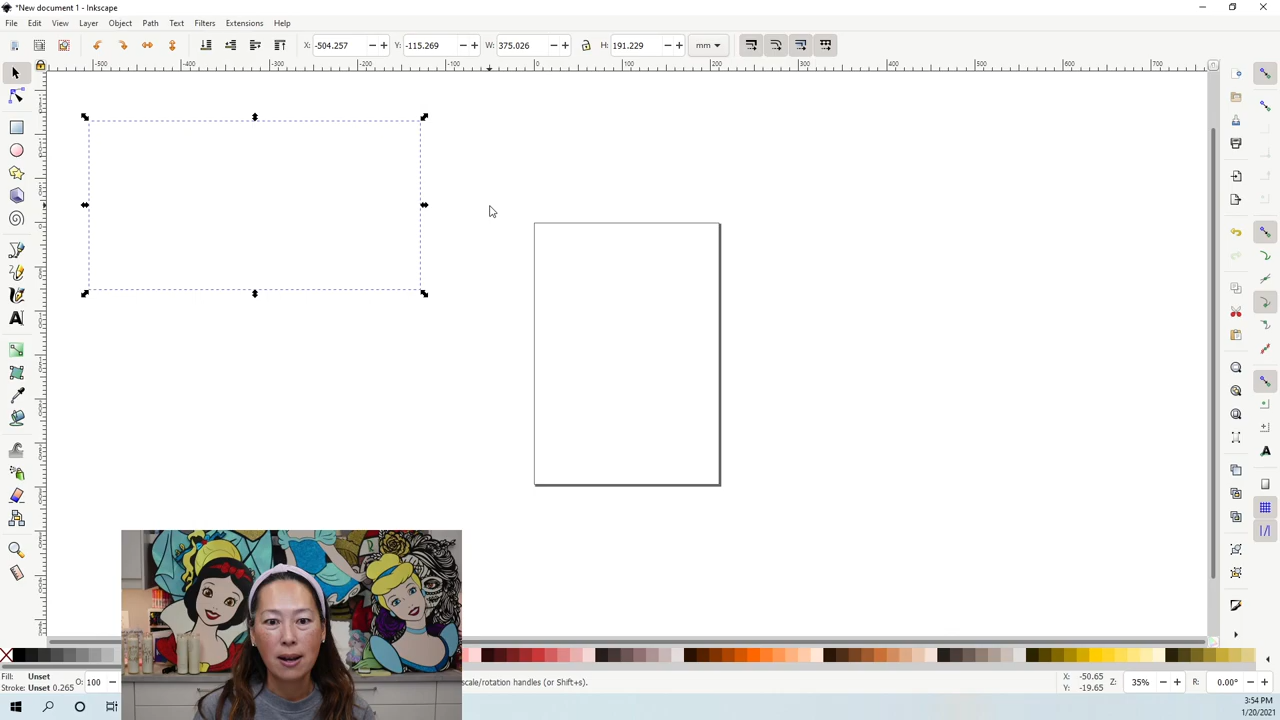 *New document 1 - Inkscape
File Edit View Layer Object Path Text Filters Extensions Help
X: -504.257 Y: -115.269 W: 375.026 H: 191.229 mm
-500 -400 -300 -200 -100 0 100 200 300 400 500 600 700
Fill: Unset
Stroke: Unset 0.265 O: 100
scale/rotation handles (or Shift+s).
X: -50.65
Y: -19.65
Z: 35% R: 0.00°
3:54 PM
1/20/2021